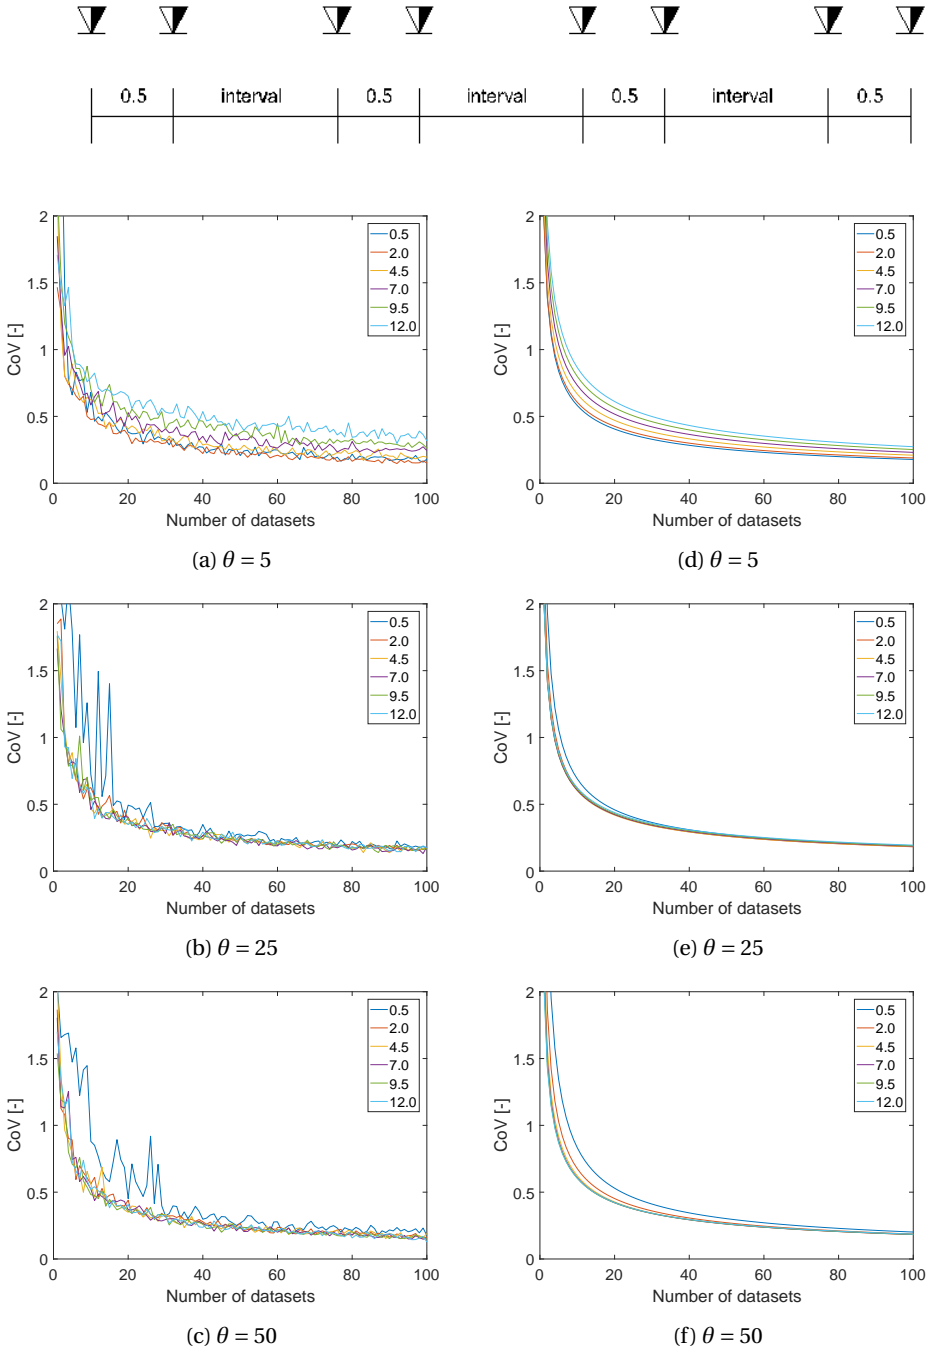 0.5 interval 0.5 interval 0.5 interval 0.5
2
1.5
1
0.5
0
CoV [-]
0 20 40 60 80 100
Number of datasets
0.5
2.0
4.5
7.0
9.5
12.0
(a) θ = 5
2
1.5
1
0.5
0
CoV [-]
0 20 40 60 80 100
Number of datasets
0.5
2.0
4.5
7.0
9.5
12.0
(d) θ = 5
2
1.5
1
0.5
0
CoV [-]
0 20 40 60 80 100
Number of datasets
0.5
2.0
4.5
7.0
9.5
12.0
(b) θ = 25
2
1.5
1
0.5
0
CoV [-]
0 20 40 60 80 100
Number of datasets
0.5
2.0
4.5
7.0
9.5
12.0
(e) θ = 25
2
1.5
1
0.5
0
CoV [-]
0 20 40 60 80 100
Number of datasets
0.5
2.0
4.5
7.0
9.5
12.0
(c) θ = 50
2
1.5
1
0.5
0
CoV [-]
0 20 40 60 80 100
Number of datasets
0.5
2.0
4.5
7.0
9.5
12.0
(f) θ = 50